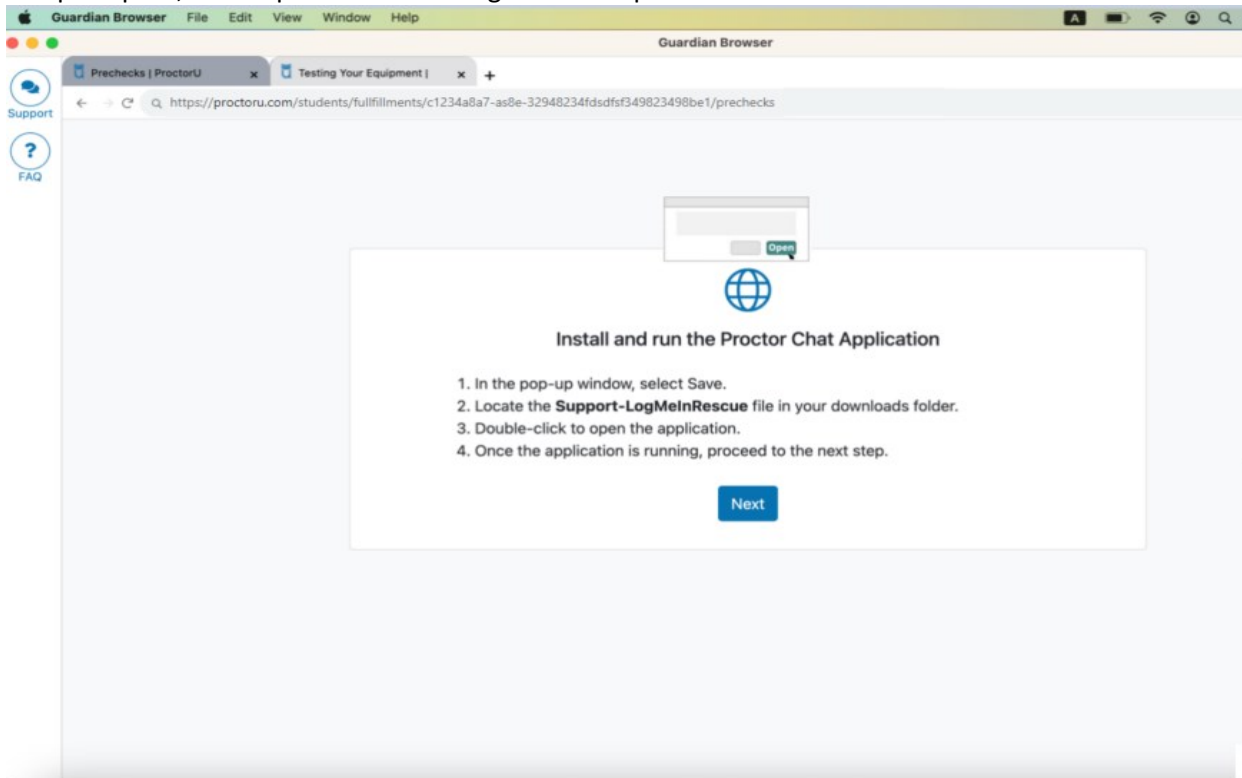 Guardian Browser File Edit View Window Help
A
Guardian Browser
Prechecks | ProctorU x Testing Your Equipment | x +
https://proctoru.com/students/fullfillments/c1234a8a7-as8e-32948234fdsdfsf349823498be1/prechecks
Support
?
FAQ
Open
Install and run the Proctor Chat Application
1. In the pop-up window, select Save.
2. Locate the Support-LogMeInRescue file in your downloads folder.
3. Double-click to open the application.
4. Once the application is running, proceed to the next step.
Next